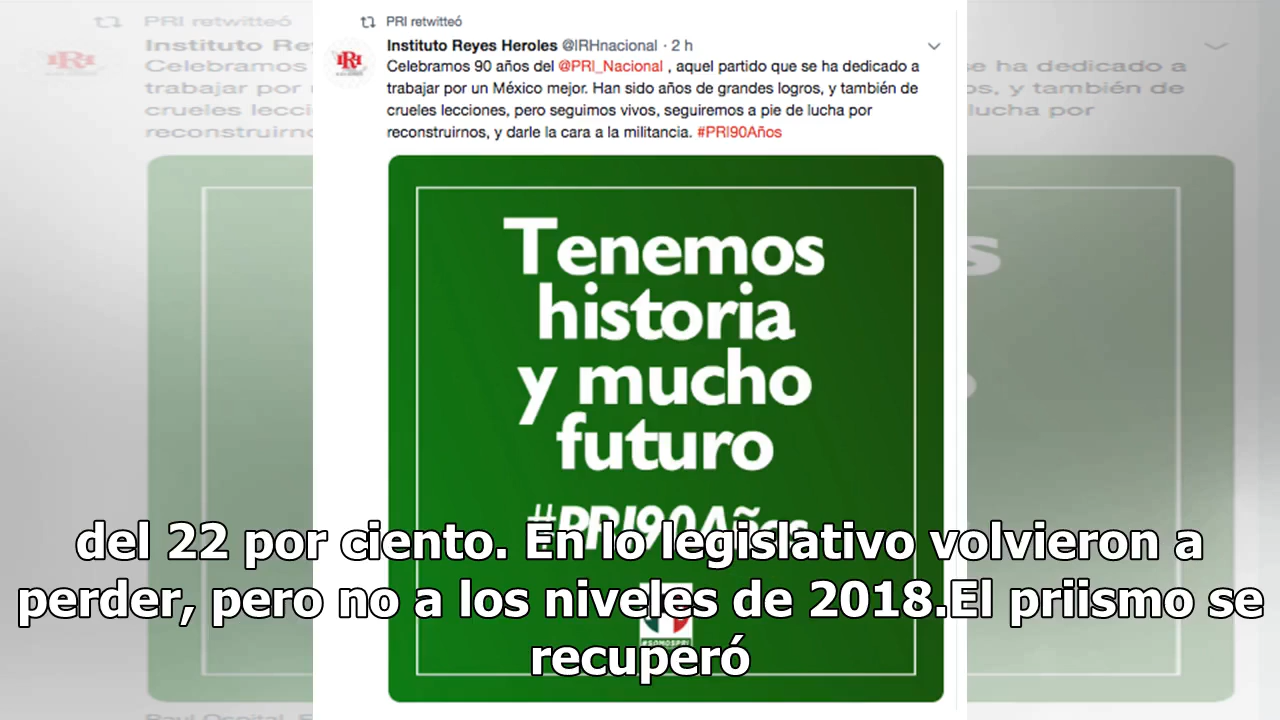 PRI retwitteó
Instituto Reyes Heroles @IRHnacional · 2 h
Celebramos 90 años del @PRI_Nacional , aquel partido que se ha dedicado a
trabajar por un México mejor. Han sido años de grandes logros, y también de
crueles lecciones, pero seguimos vivos, seguiremos a pie de lucha por
reconstruirnos, y darle la cara a la militancia. #PRI90Años
Tenemos
historia
y mucho
futuro
#PRI90Años
del 22 por ciento. En lo legislativo volvieron a
perder, pero no a los niveles de 2018.El priismo se
recuperó
#SOMOSPRI